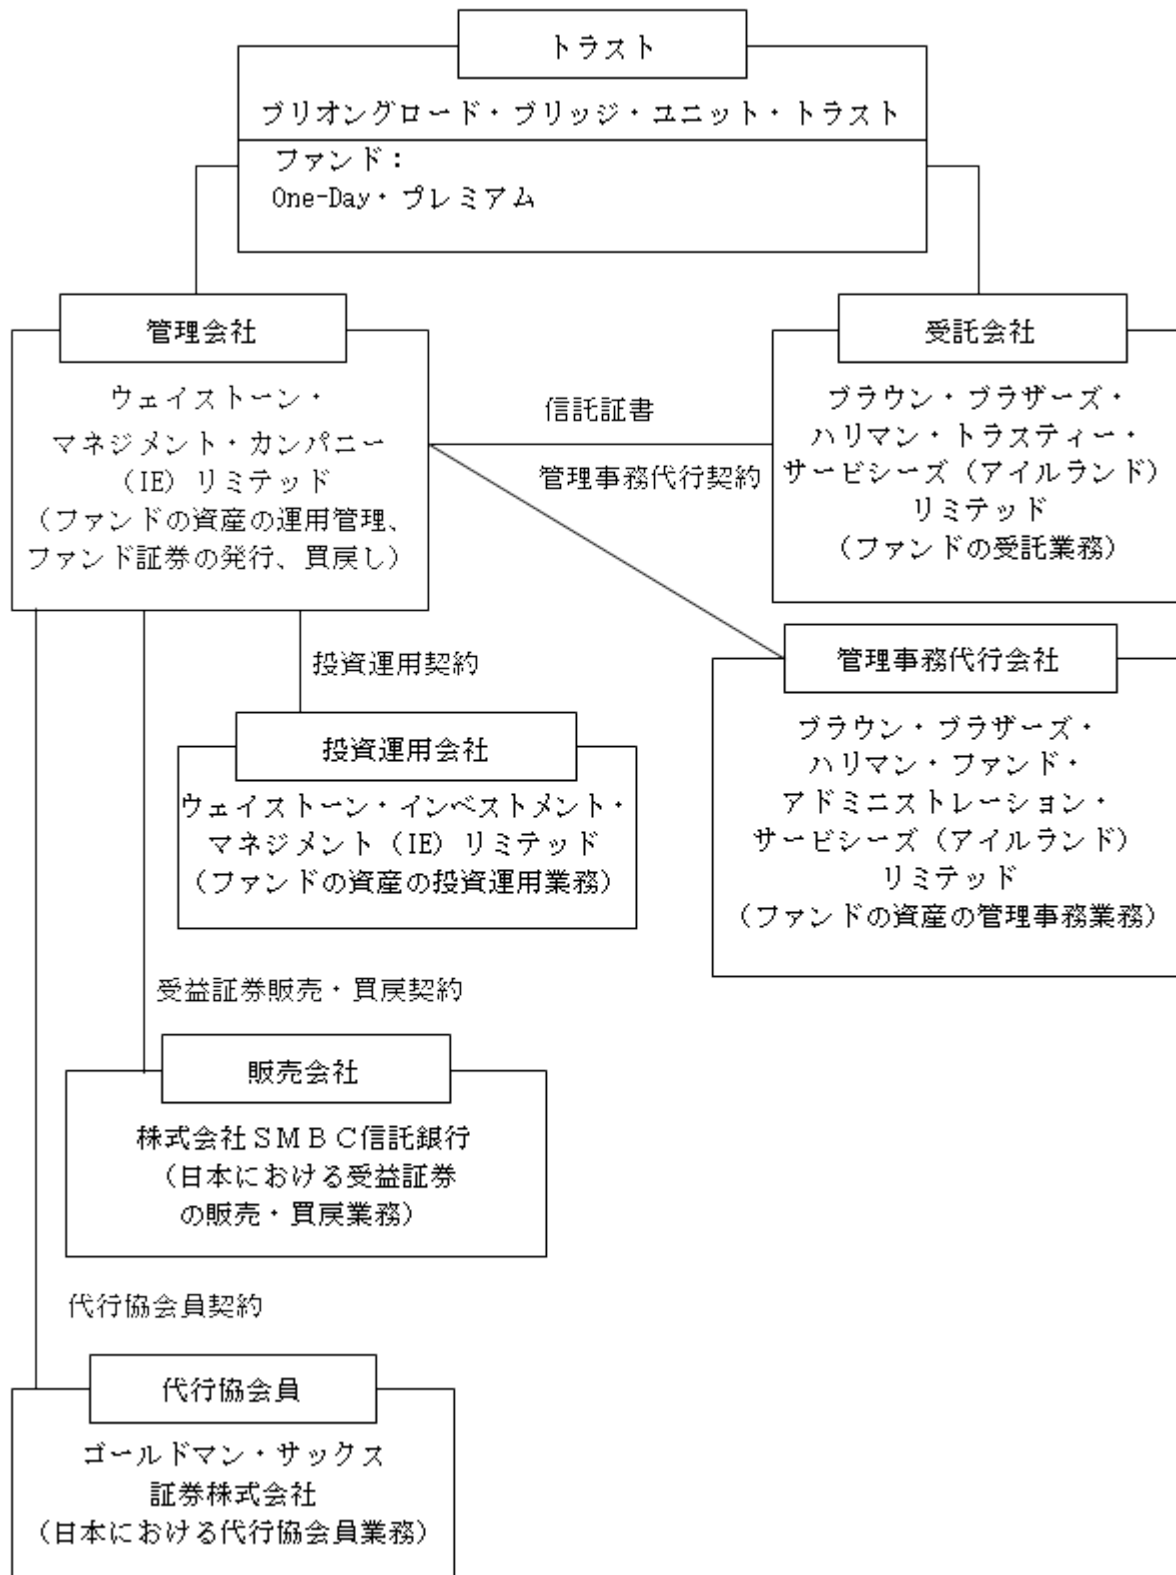 トラスト
ブリオングロード・ブリッジ・ユニット・トラスト
ファンド：
One-Day・プレミアム
管理会社
ウェイストーン・
マネジメント・カンパニー
（IE）リミテッド
（ファンドの資産の運用管理、
ファンド証券の発行、買戻し）
受託会社
ブラウン・ブラザーズ・
ハリマン・トラスティー・
サービシーズ（アイルランド）
リミテッド
（ファンドの受託業務）
信託証書
管理事務代行契約
投資運用契約
管理事務代行会社
ブラウン・ブラザーズ・
ハリマン・ファンド・
アドミニストレーション・
サービシーズ（アイルランド）
リミテッド
（ファンドの資産の管理事務業務）
投資運用会社
ウェイストーン・インベストメント・
マネジメント（IE）リミテッド
（ファンドの資産の投資運用業務）
受益証券販売・買戻契約
販売会社
株式会社ＳＭＢＣ信託銀行
（日本における受益証券
の販売・買戻業務）
代行協会員契約
代行協会員
ゴールドマン・サックス
証券株式会社
（日本における代行協会員業務）